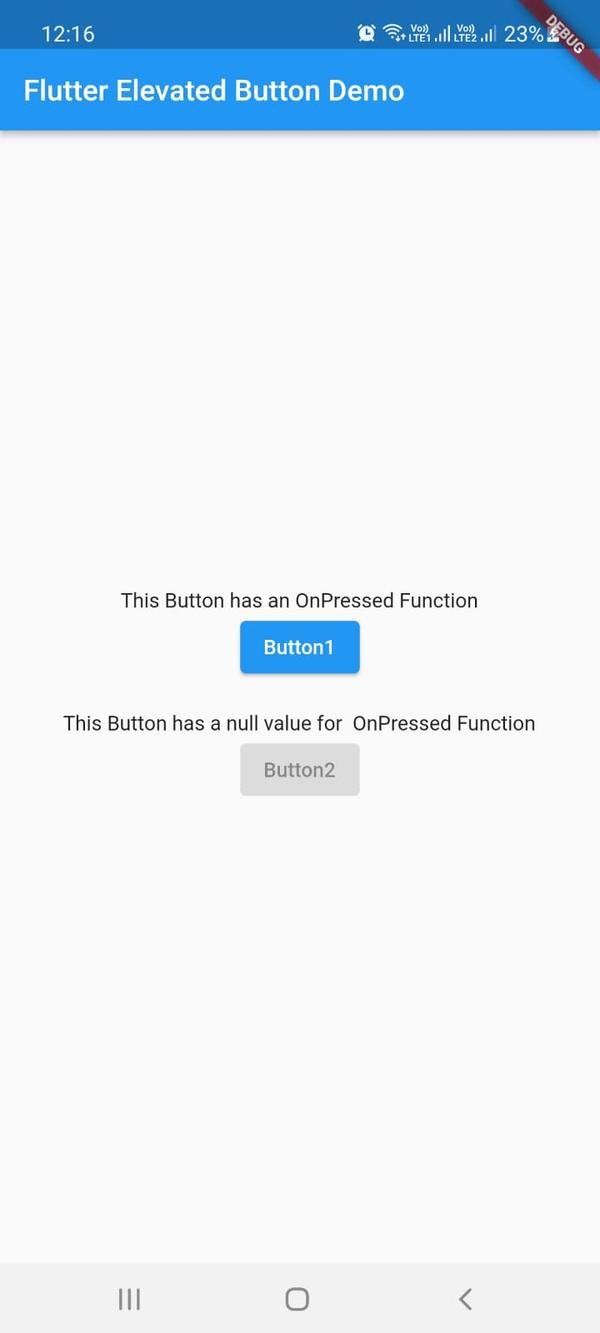 12:16
Vo)) LTE1
Vo)) LTE2
23%
DEBUG
Flutter Elevated Button Demo
This Button has an OnPressed Function
Button1
This Button has a null value for  OnPressed Function
Button2